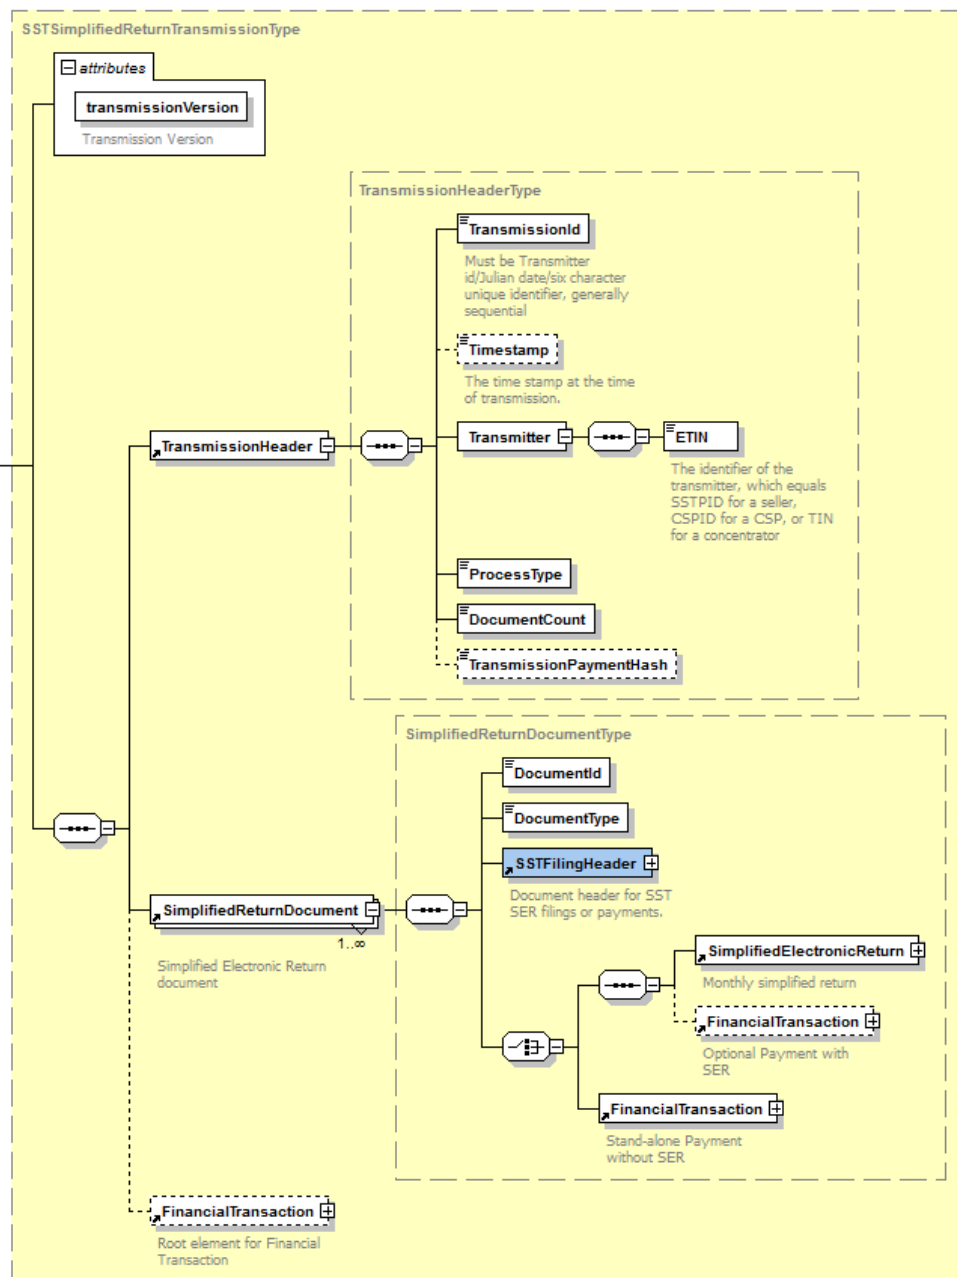 SSTSimplifiedReturnTransmissionType
attributes
transmissionVersion
Transmission Version
TransmissionHeaderType
TransmissionId
Must be Transmitter
id/Julian date/six character
unique identifier, generally
sequential
Timestamp
The time stamp at the time
of transmission.
TransmissionHeader
Transmitter
ETIN
The identifier of the
transmitter, which equals
SSTPID for a seller,
CSPID for a CSP, or TIN
for a concentrator
ProcessType
DocumentCount
TransmissionPaymentHash
SimplifiedReturnDocumentType
DocumentId
DocumentType
SSTFilingHeader
Document header for SST
SER filings or payments.
SimplifiedReturnDocument
1..∞
Simplified Electronic Return
document
SimplifiedElectronicReturn
Monthly simplified return
FinancialTransaction
Optional Payment with
SER
FinancialTransaction
Stand-alone Payment
without SER
FinancialTransaction
Root element for Financial
Transaction